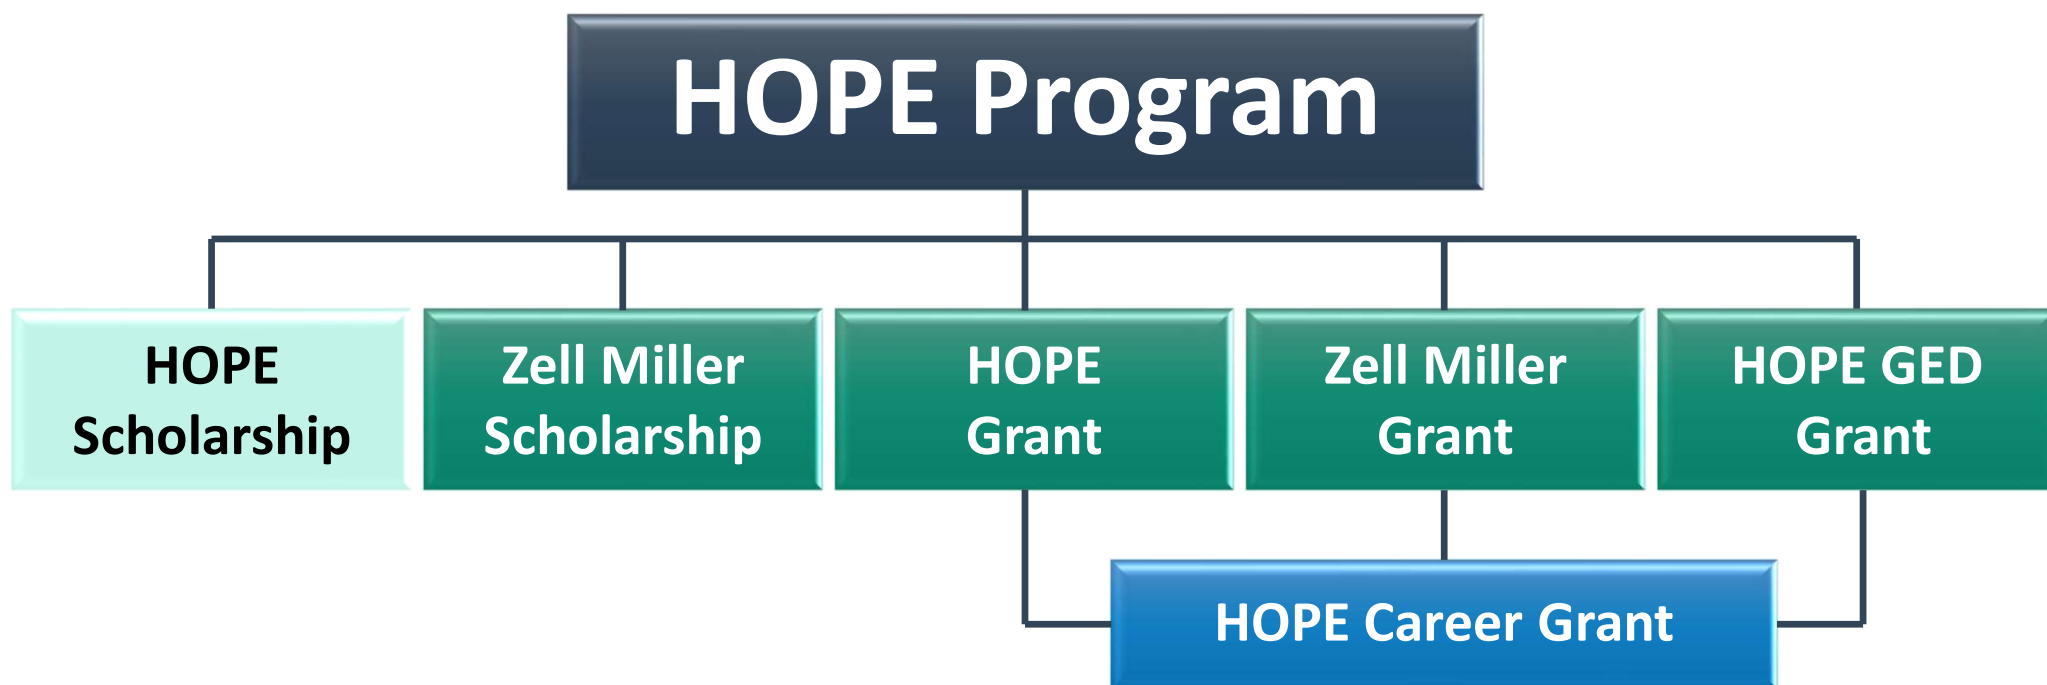 HOPE Program
HOPE
Scholarship
Zell Miller
Scholarship
HOPE
Grant
Zell Miller
Grant
HOPE GED
Grant
HOPE Career Grant